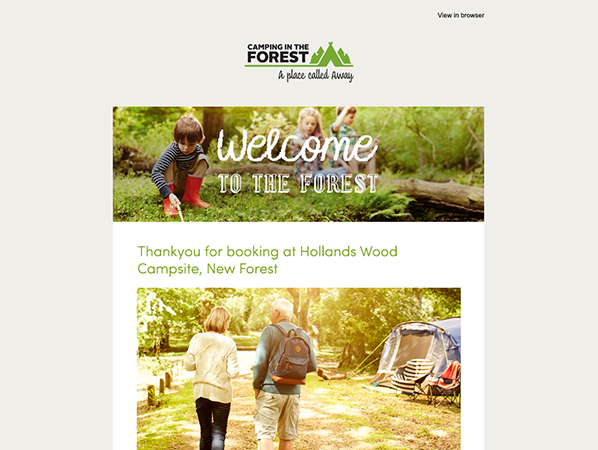 View in browser
CAMPING IN THE
FOREST
A place called Away
Welcome
TO THE FOREST
Thankyou for booking at Hollands Wood
Campsite, New Forest